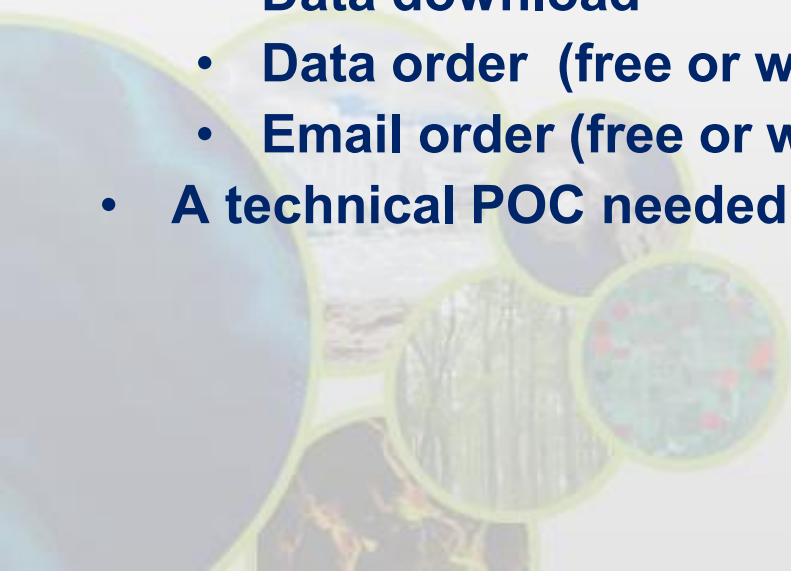 Data download
• Data order (free or w
• Email order (free or w
• A technical POC needed